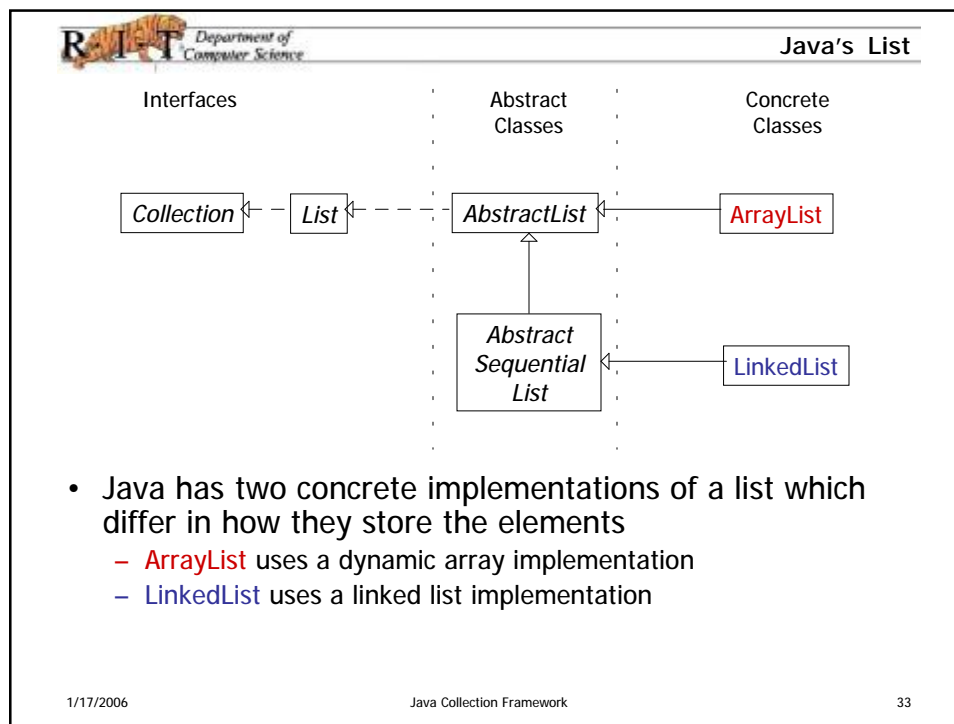 R·I·T Department of
Computer Science
Java's List
Interfaces
Abstract
Classes
Concrete
Classes
Collection
List
AbstractList
ArrayList
Abstract
Sequential
List
LinkedList
• Java has two concrete implementations of a list which
differ in how they store the elements
– ArrayList uses a dynamic array implementation
– LinkedList uses a linked list implementation
1/17/2006
Java Collection Framework
33